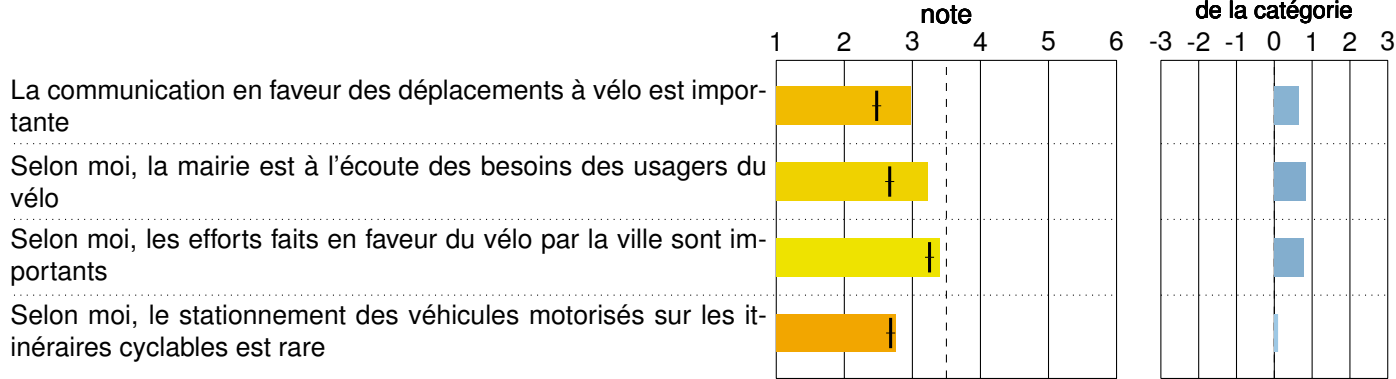 note
de la catégorie
1 2 3 4 5 6
-3 -2 -1 0 1 2 3
La communication en faveur des déplacements à vélo est impor-
tante
Selon moi, la mairie est à l'écoute des besoins des usagers du
vélo
Selon moi, les efforts faits en faveur du vélo par la ville sont im-
portants
Selon moi, le stationnement des véhicules motorisés sur les it-
inéraires cyclables est rare